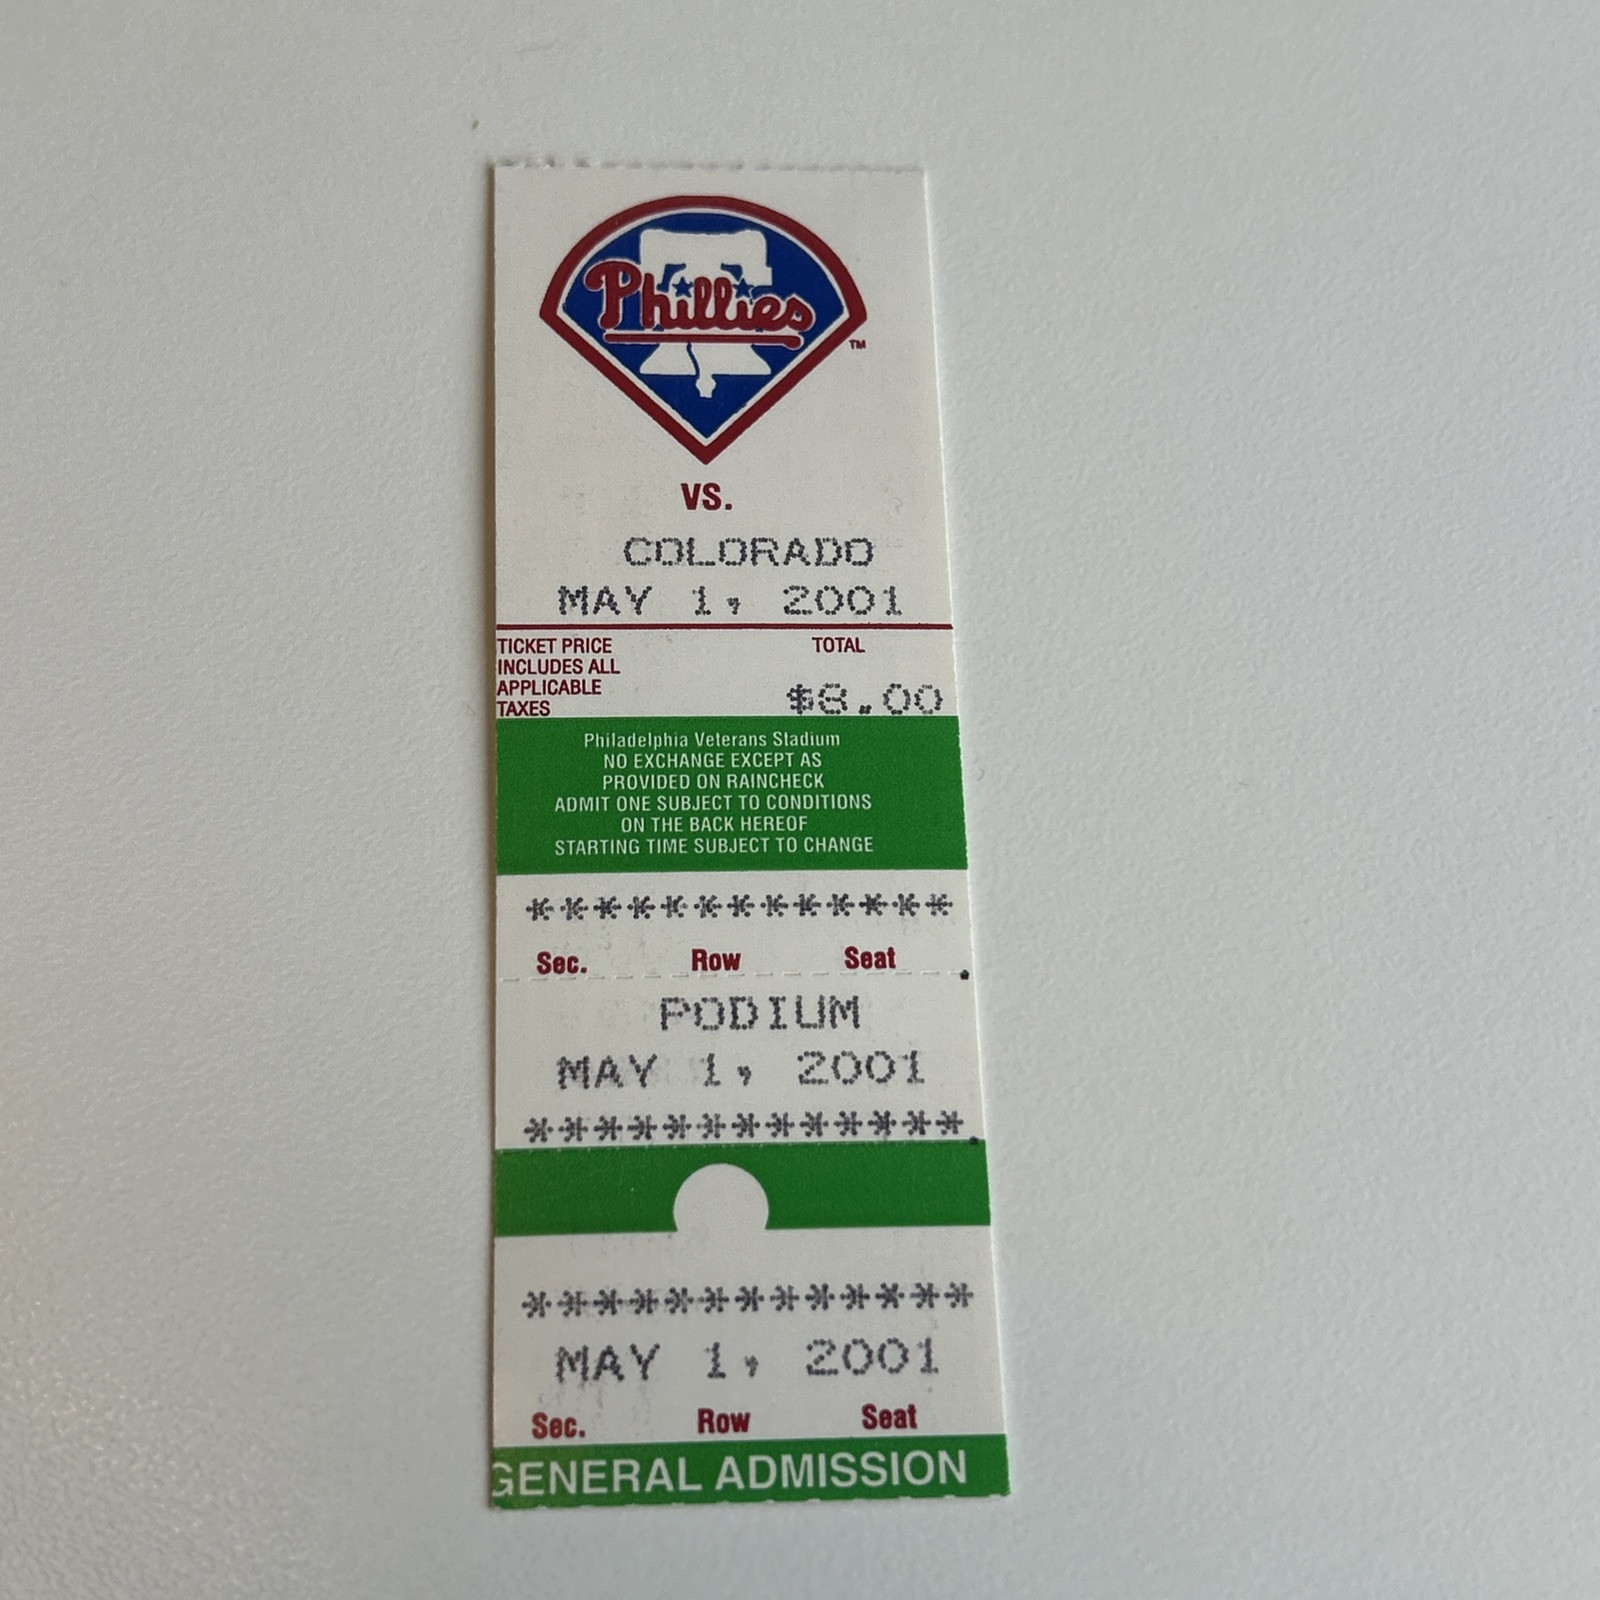 Phillies
TM
VS.
COLORADO
MAY 1, 2001
TICKET PRICE
INCLUDES ALL
APPLICABLE
TAXES
TOTAL
$8.00
Philadelphia Veterans Stadium
NO EXCHANGE EXCEPT AS
PROVIDED ON RAINCHECK
ADMIT ONE SUBJECT TO CONDITIONS
ON THE BACK HEREOF
STARTING TIME SUBJECT TO CHANGE
*************
Sec. Row Seat
PODIUM
MAY 1, 2001
*************
*************
MAY 1, 2001
Sec. Row Seat
GENERAL ADMISSION